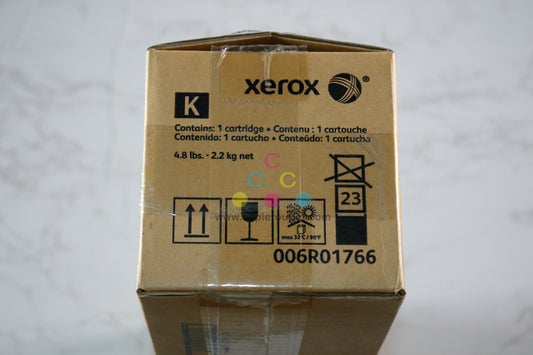 xerox®
K
Contains: 1 cartridge • Contenu : 1 cartouche
Contenido: 1 cartucho • Conteúdo: 1 cartucho
4.8 lbs. • 2.2 kg net
C
C C
23
max 32 C / 90°F
006R01766